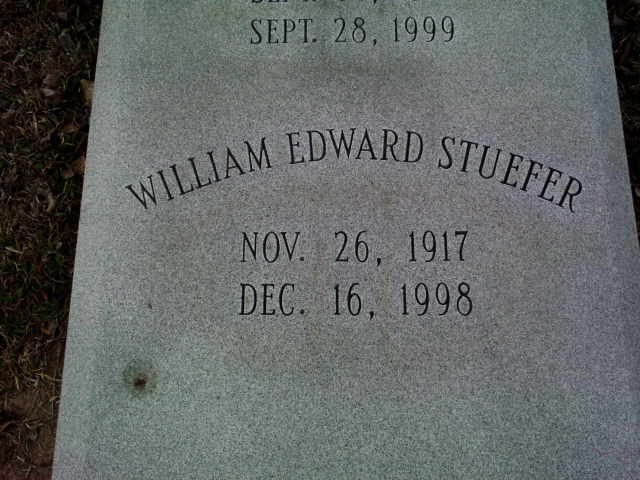 SEPT. 28, 1999
WILLIAM EDWARD STUEFER
NOV. 26, 1917
DEC. 16, 1998